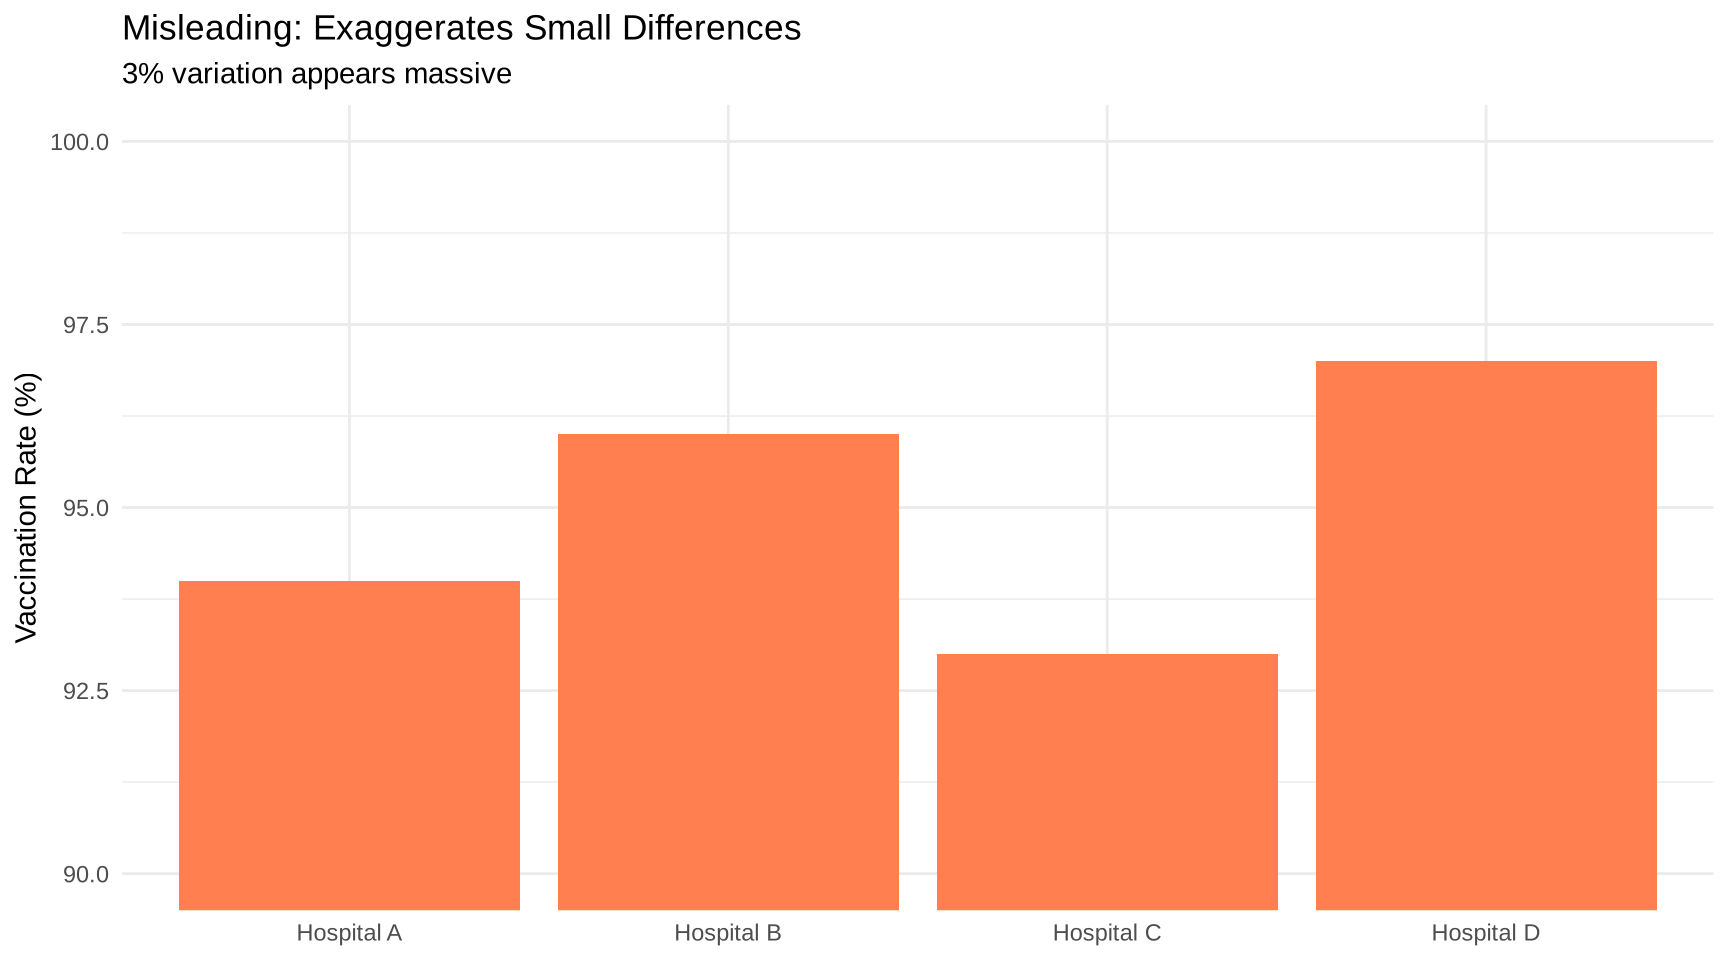 Misleading: Exaggerates Small Differences
3% variation appears massive
100.0
97.5
95.0
92.5
90.0
Vaccination Rate (%)
Hospital A
Hospital B
Hospital C
Hospital D